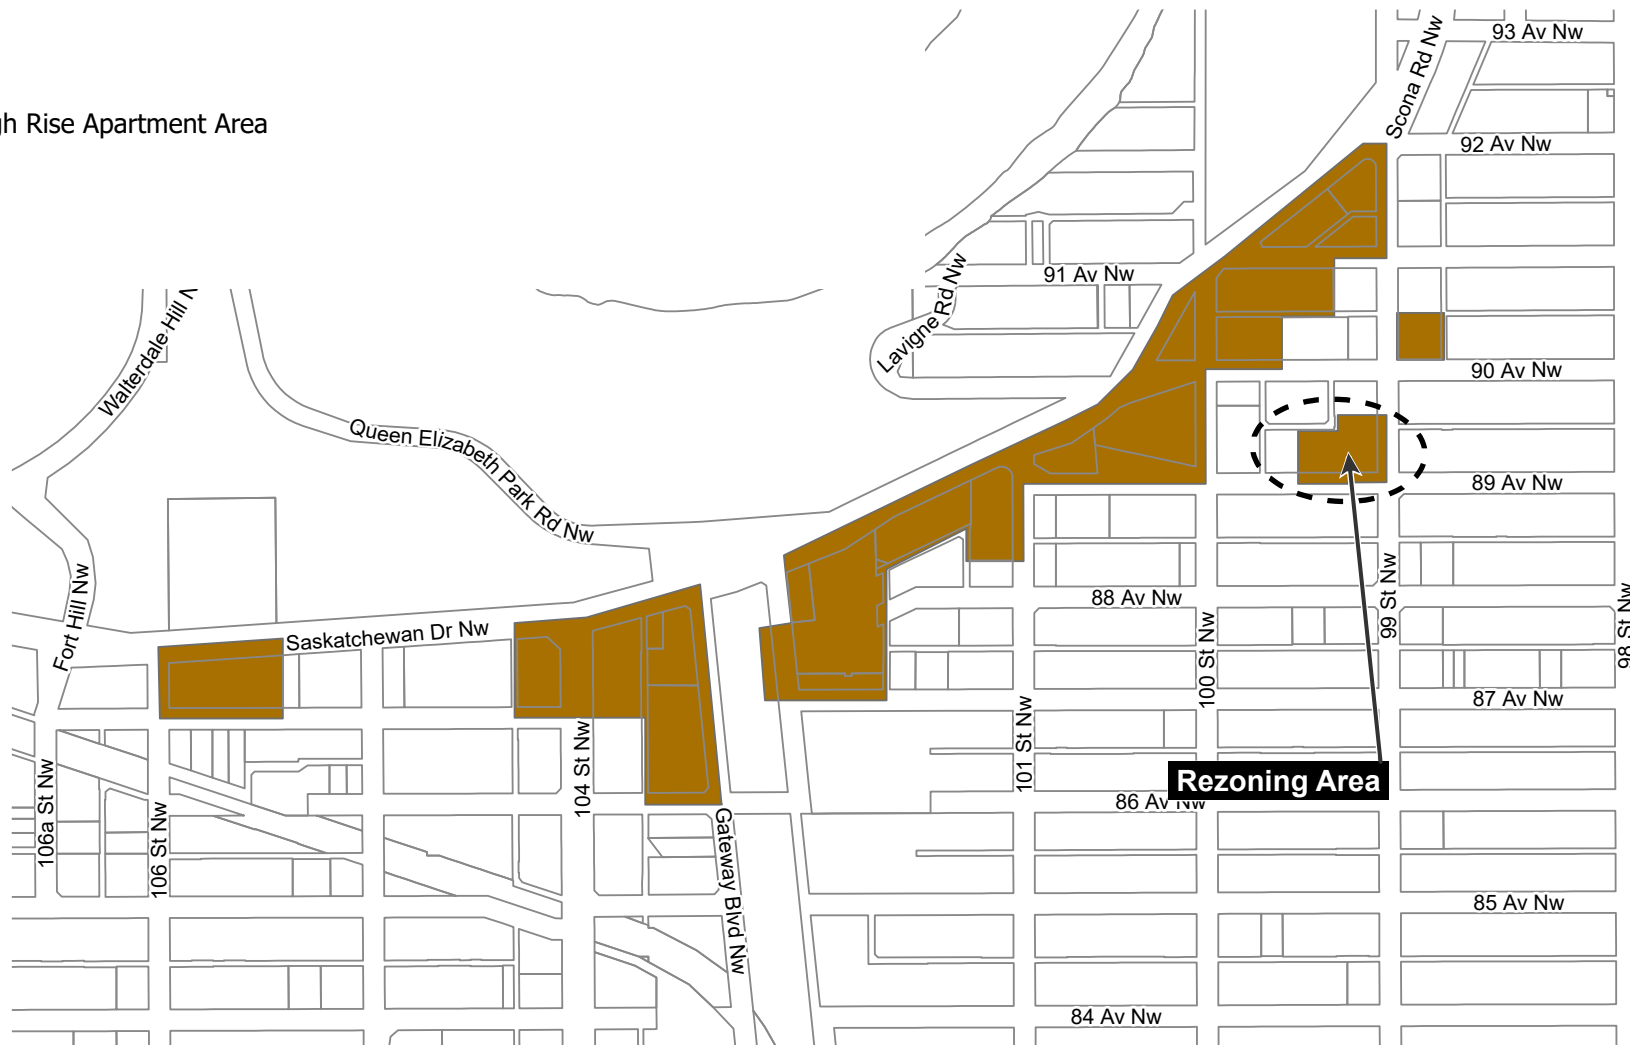 93 Av Nw
Scona Rd Nw
Rise Apartment Area
92 Av Nw
91 Av Nw
Lavigne Rd Nw
Walterdale Hill
90 Av Nw
Queen Elizabeth Park Rd Nw
89 Av Nw
99 St Nw
88 Av Nw
98 St Nw
Fort Hill Nw
Saskatchewan Dr Nw
100 St Nw
87 Av Nw
101 St Nw
104 St Nw
Rezoning Area
86 Av Nw
106a St Nw
106 St Nw
Gateway Blvd Nw
85 Av Nw
84 Av Nw